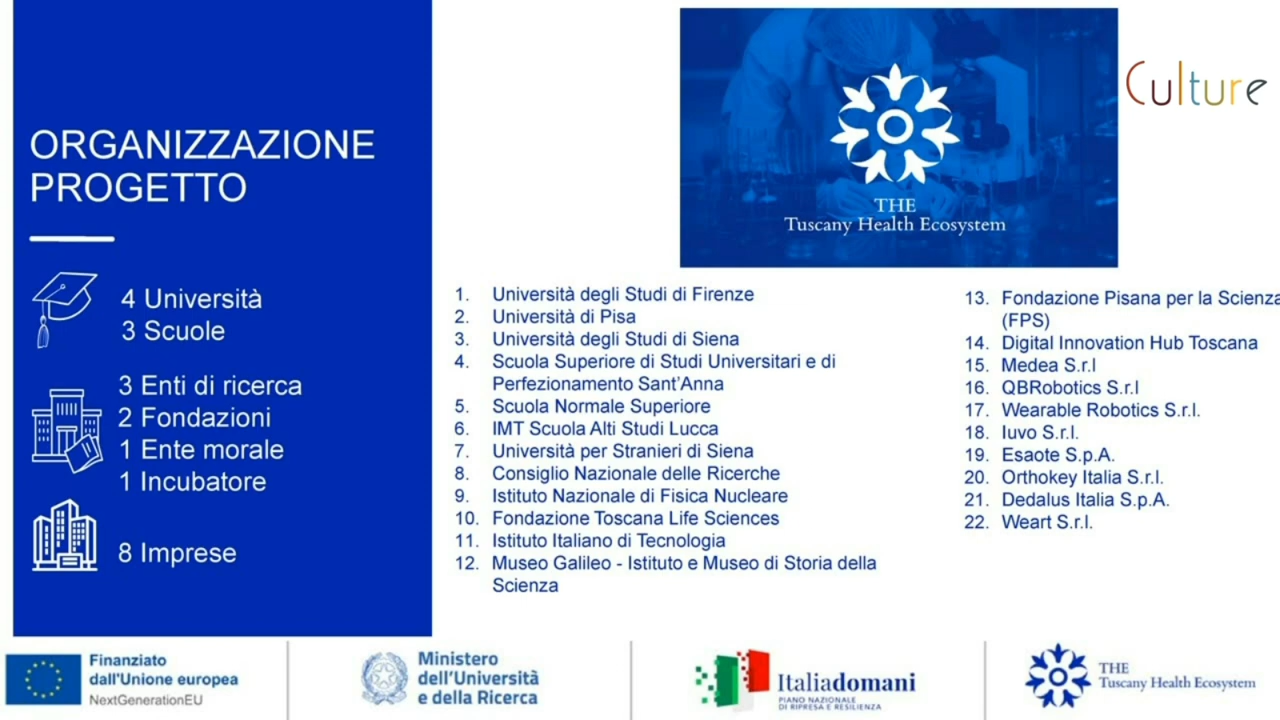 ORGANIZZAZIONE
PROGETTO
4 Università
3 Scuole
3 Enti di ricerca
2 Fondazioni
1 Ente morale
1 Incubatore
8 Imprese
THE
Tuscany Health Ecosystem
Culture
1. Università degli Studi di Firenze
2. Università di Pisa
3. Università degli Studi di Siena
4. Scuola Superiore di Studi Universitari e di
Perfezionamento Sant'Anna
5. Scuola Normale Superiore
6. IMT Scuola Alti Studi Lucca
7. Università per Stranieri di Siena
8. Consiglio Nazionale delle Ricerche
9. Istituto Nazionale di Fisica Nucleare
10. Fondazione Toscana Life Sciences
11. Istituto Italiano di Tecnologia
12. Museo Galileo - Istituto e Museo di Storia della
Scienza
13. Fondazione Pisana per la Scienza
(FPS)
14. Digital Innovation Hub Toscana
15. Medea S.r.l
16. QBRobotics S.r.l
17. Wearable Robotics S.r.l.
18. Iuvo S.r.l.
19. Esaote S.p.A.
20. Orthokey Italia S.r.l.
21. Dedalus Italia S.p.A.
22. Weart S.r.l.
Finanziato
dall'Unione europea
NextGenerationEU
Ministero
dell'Università
e della Ricerca
Italiadomani
PIANO NAZIONALE
DI RIPRESA E RESILIENZA
THE
Tuscany Health Ecosystem